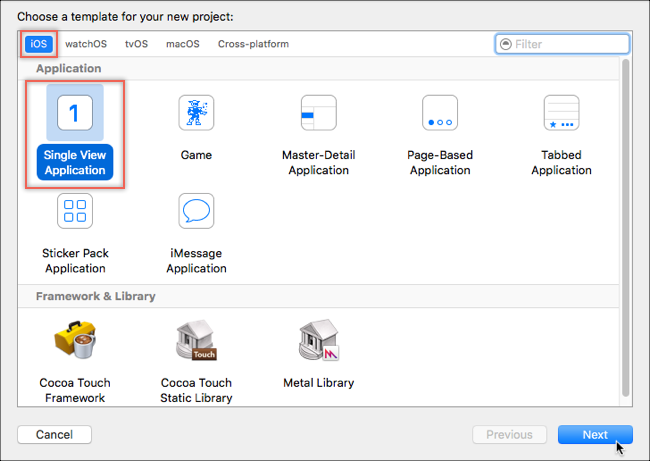 Choose a template for your new project:
iOS watchOS tvOS macOS Cross-platform Filter
Application
1
Single View Game Master-Detail Page-Based Tabbed
Application Application Application Application
Sticker Pack iMessage
Application Application
Framework & Library
Touch
Cocoa Touch Cocoa Touch Metal Library
Framework Static Library
Cancel Previous Next